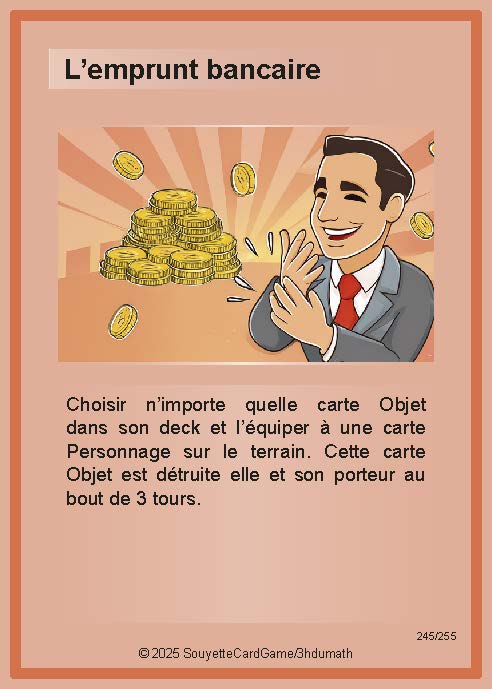 L’emprunt bancaire
Choisir n’importe quelle carte Objet
dans son deck et l’équiper à une carte
Personnage sur le terrain. Cette carte
Objet est détruite elle et son porteur au
bout de 3 tours.
245/255
© 2025 SouyetteCardGame/3hdumath